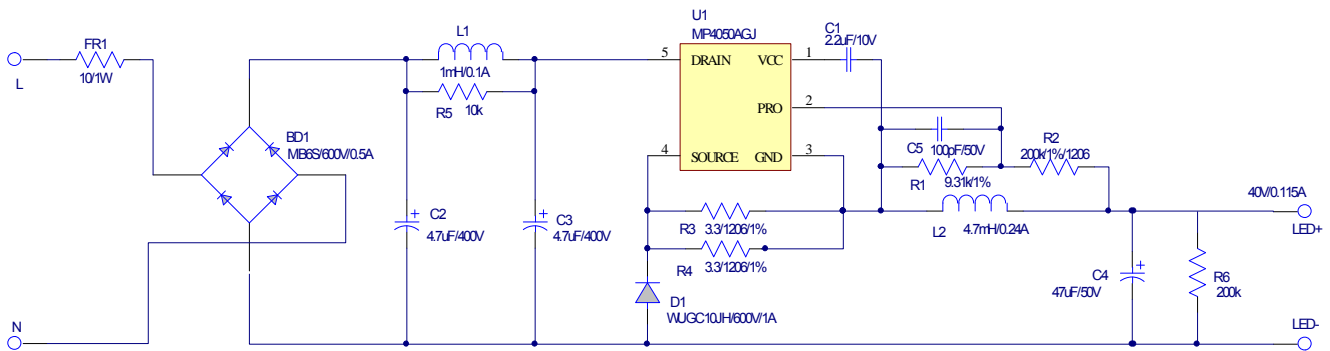 L
FR1
10/1W
BD1
MB6S/600V/0.5A
N
L1
1mH/0.1A
R5
10k
C2
4.7uF/400V
C3
4.7uF/400V
U1
MP4050AGJ
5
DRAIN
VCC
1
PRO
2
4
SOURCE
GND
3
C1
2.2uF/10V
C5
100pF/50V
R1
9.31k/1%
R2
200k/1%/1206
R3
3.3/1206/1%
R4
3.3/1206/1%
L2
4.7mH/0.24A
D1
WUGC10JH/600V/1A
C4
47uF/50V
R6
200k
40V/0.115A
LED+
LED-